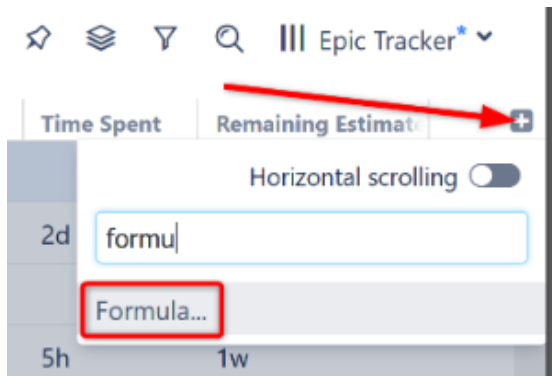 Epic Tracker*
Time Spent Remaining Estimate
Horizontal scrolling
2d formu
Formula...
5h 1w